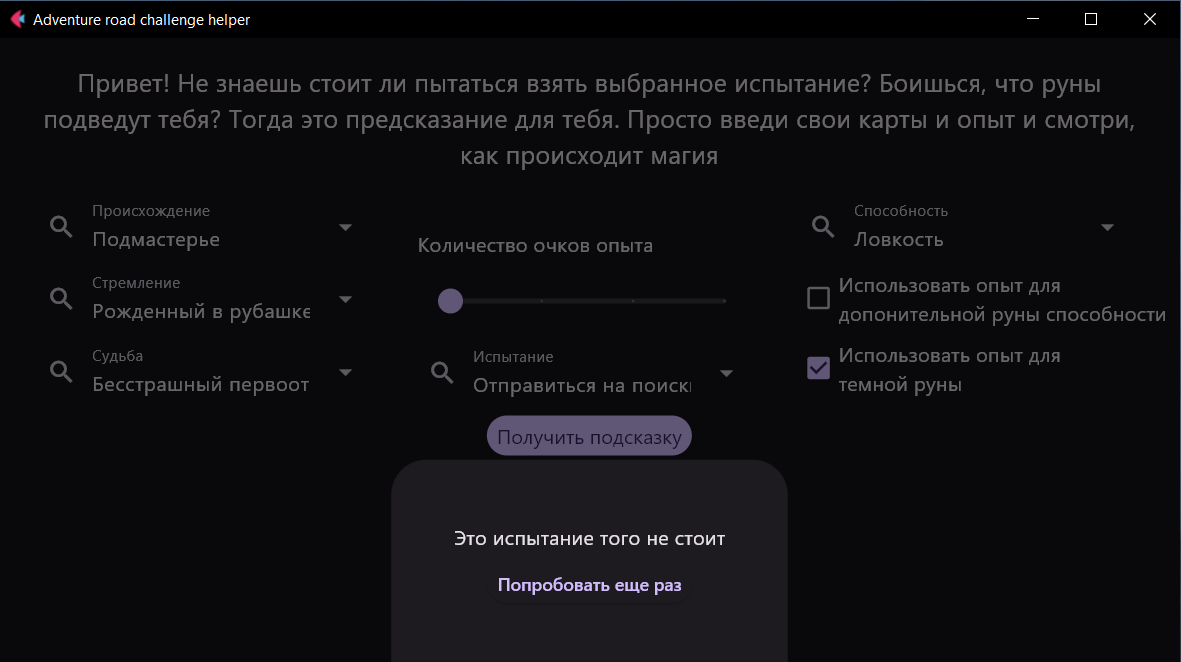 Adventure road challenge helper
Привет! Не знаешь стоит ли пытаться взять выбранное испытание? Боишься, что руны
подведут тебя? Тогда это предсказание для тебя. Просто введи свои карты и опыт и смотри,
как происходит магия
Происхождение
Подмастерье
Стремление
Рожденный в рубашке
Судьба
Бесстрашный первоот
Количество очков опыта
Испытание
Отправиться на поиски
Получить подсказку
Способность
Ловкость
Использовать опыт для
допонительной руны способности
Использовать опыт для
темной руны
Это испытание того не стоит
Попробовать еще раз